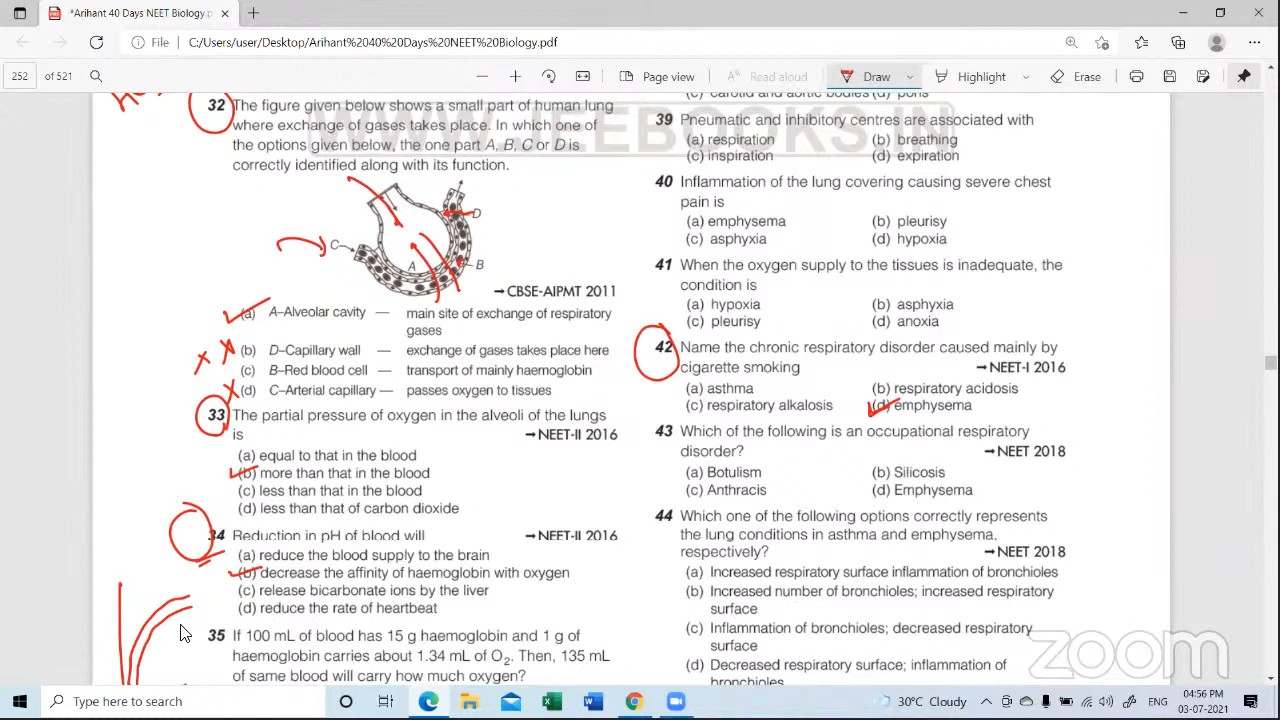 *Arihant 40 Days NEET Biology.p
File
C:/Users/user/Desktop/Arihant%2040%20Days%20NEET%20Biology.pdf
252 of 521
Page view
Read aloud
Draw
Highlight
Erase
WWW.JEEBOOKS.IN
32 The figure given below shows a small part of human lung
where exchange of gases takes place. In which one of
the options given below, the one part A, B, C or D is
correctly identified along with its function.
D
C
A
B
→ CBSE-AIPMT 2011
(a) A–Alveolar cavity — main site of exchange of respiratory
gases
(b) D–Capillary wall — exchange of gases takes place here
(c) B–Red blood cell — transport of mainly haemoglobin
(d) C–Arterial capillary — passes oxygen to tissues
33 The partial pressure of oxygen in the alveoli of the lungs
is → NEET-II 2016
(a) equal to that in the blood
(b) more than that in the blood
(c) less than that in the blood
(d) less than that of carbon dioxide
34 Reduction in pH of blood will → NEET-II 2016
(a) reduce the blood supply to the brain
(b) decrease the affinity of haemoglobin with oxygen
(c) release bicarbonate ions by the liver
(d) reduce the rate of heartbeat
35 If 100 mL of blood has 15 g haemoglobin and 1 g of
haemoglobin carries about 1.34 mL of O2. Then, 135 mL
of same blood will carry how much oxygen?
(c) carotid and aortic bodies (d) pons
39 Pneumatic and inhibitory centres are associated with
(a) respiration (b) breathing
(c) inspiration (d) expiration
40 Inflammation of the lung covering causing severe chest
pain is
(a) emphysema (b) pleurisy
(c) asphyxia (d) hypoxia
41 When the oxygen supply to the tissues is inadequate, the
condition is
(a) hypoxia (b) asphyxia
(c) pleurisy (d) anoxia
42 Name the chronic respiratory disorder caused mainly by
cigarette smoking → NEET-I 2016
(a) asthma (b) respiratory acidosis
(c) respiratory alkalosis (d) emphysema
43 Which of the following is an occupational respiratory
disorder? → NEET 2018
(a) Botulism (b) Silicosis
(c) Anthracis (d) Emphysema
44 Which one of the following options correctly represents
the lung conditions in asthma and emphysema,
respectively? → NEET 2018
(a) Increased respiratory surface inflammation of bronchioles
(b) Increased number of bronchioles; increased respiratory
surface
(c) Inflammation of bronchioles; decreased respiratory
surface
(d) Decreased respiratory surface; inflammation of
bronchioles
zoom
Type here to search
30°C Cloudy
ENG
04:56 PM
03-07-2021